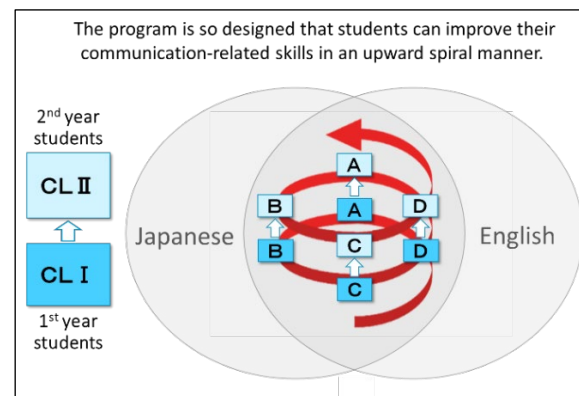 The program is so designed that students can improve their
communication-related skills in an upward spiral manner.
2nd year
students
CL Ⅱ
CL Ⅰ
1st year
students
Japanese
English
A
B
A
D
B
C
D
C